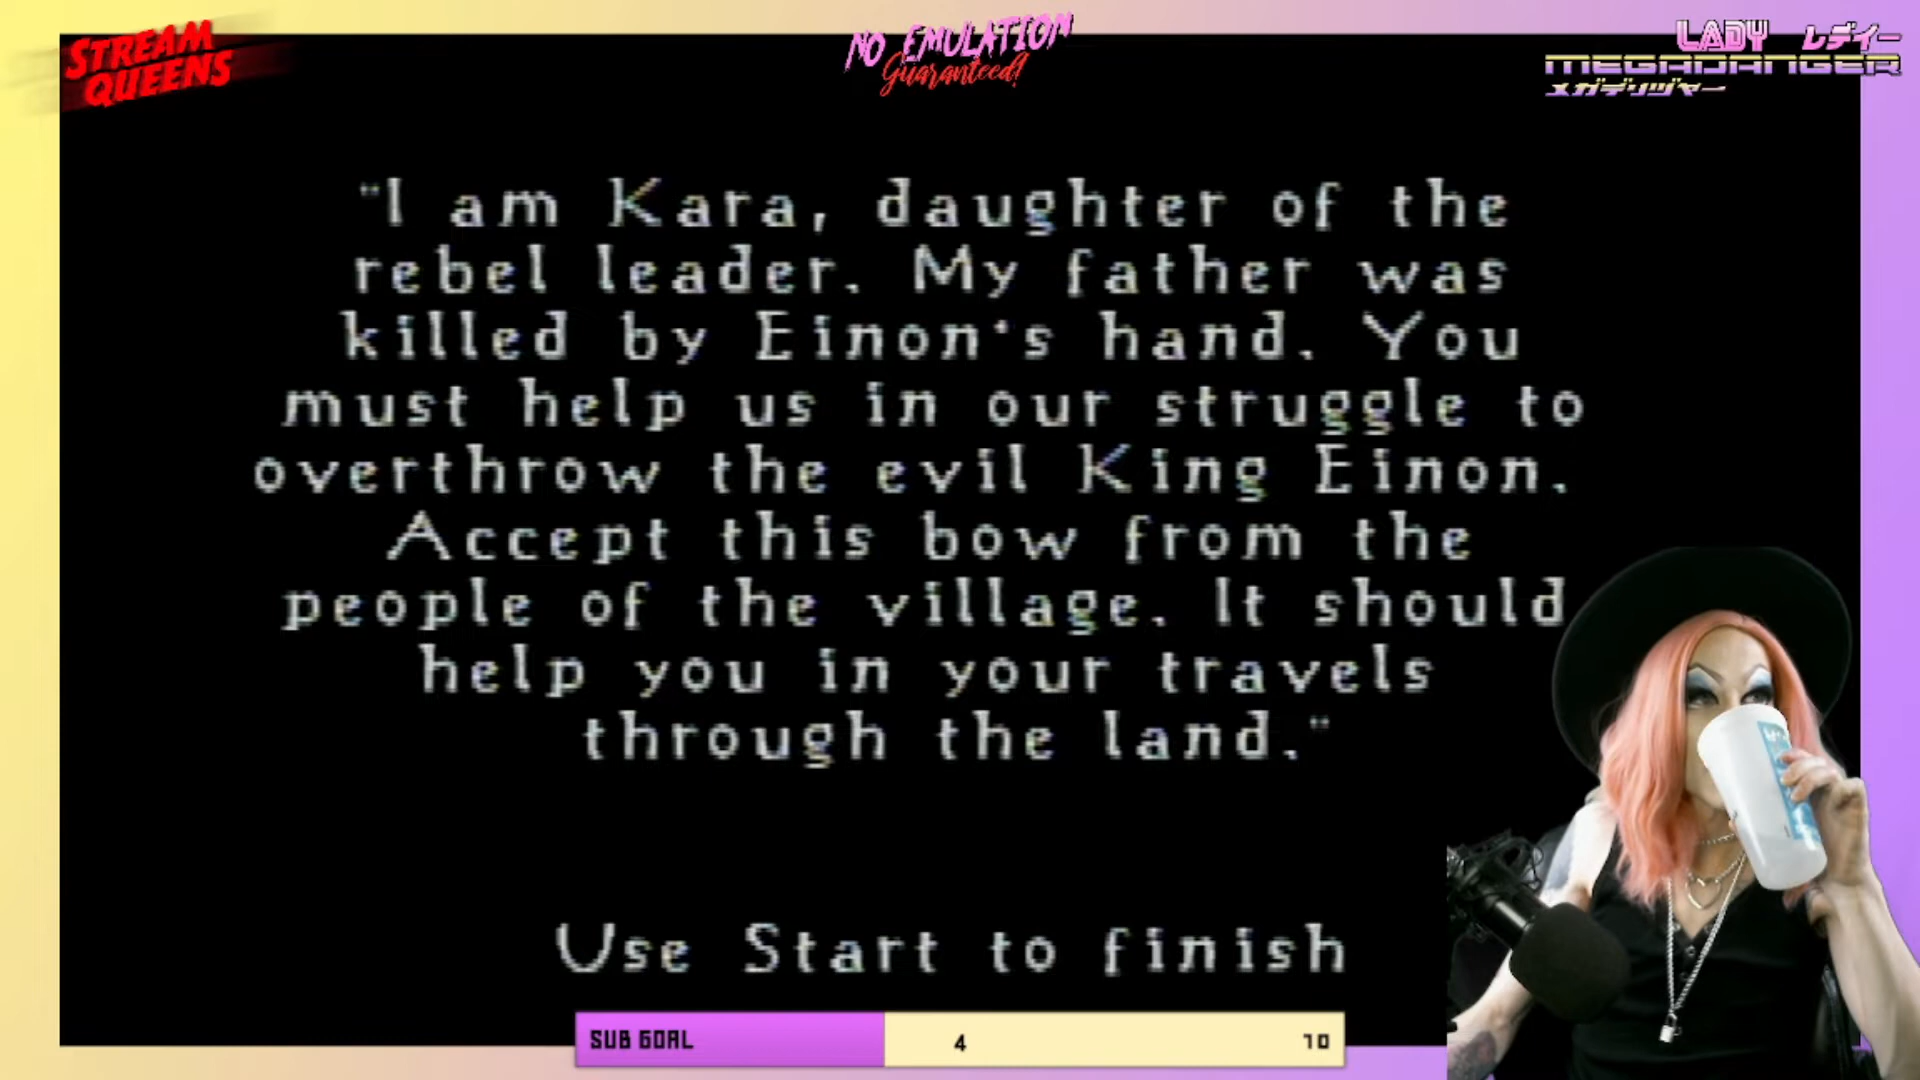 STREAM
QUEENS
NO EMULATION
Guaranteed!
LADY レディー
MEGADANGER
メガデンジャー
"I am Kara, daughter of the
rebel leader. My father was
killed by Einon's hand. You
must help us in our struggle to
overthrow the evil King Einon.
Accept this bow from the
people of the village. It should
help you in your travels
through the land."
Use Start to finish
SUB GOAL 4 10